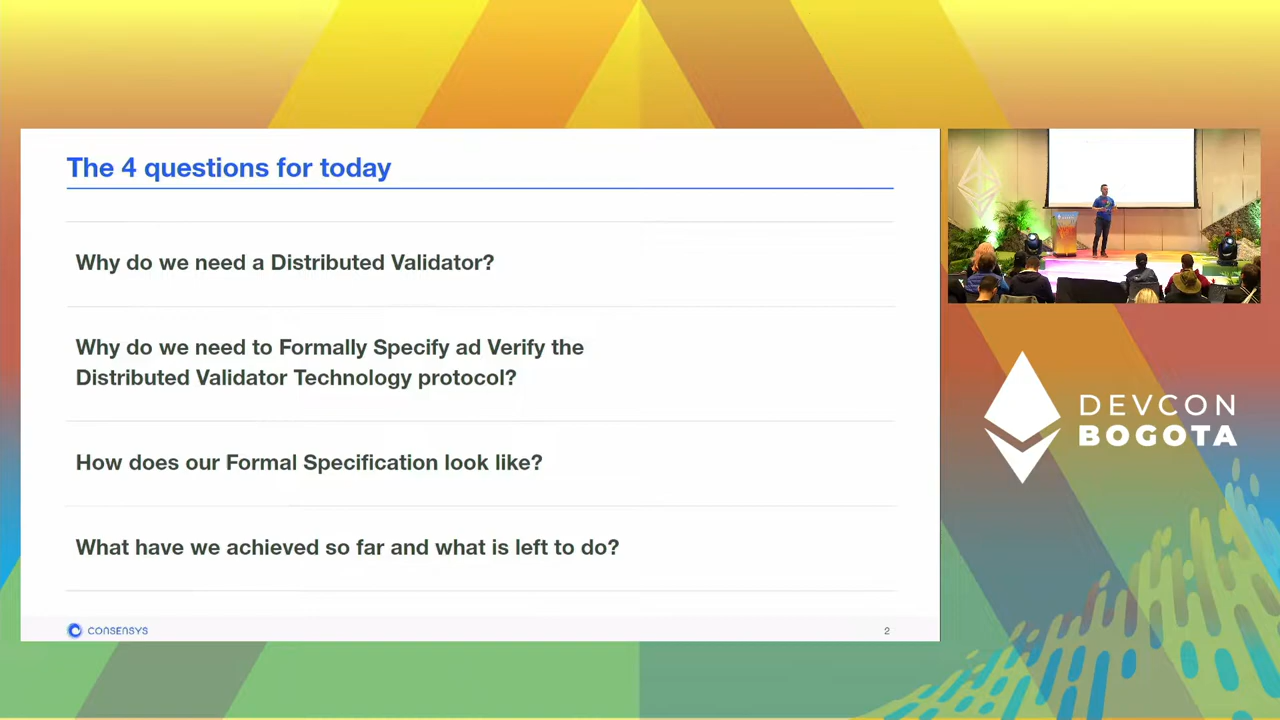 The 4 questions for today
Why do we need a Distributed Validator?
Why do we need to Formally Specify ad Verify the
Distributed Validator Technology protocol?
How does our Formal Specification look like?
What have we achieved so far and what is left to do?
CONSENSYS
2
DEVCON
BOGOTA